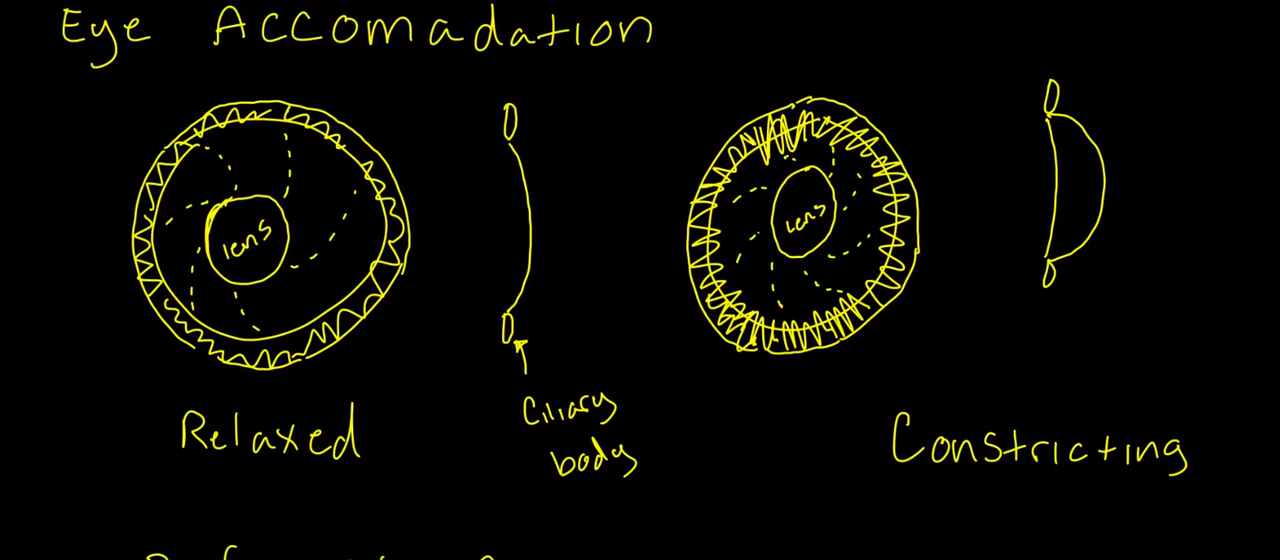 Eye Accomadation
lens
lens
Ciliary
body
Relaxed
Constricting